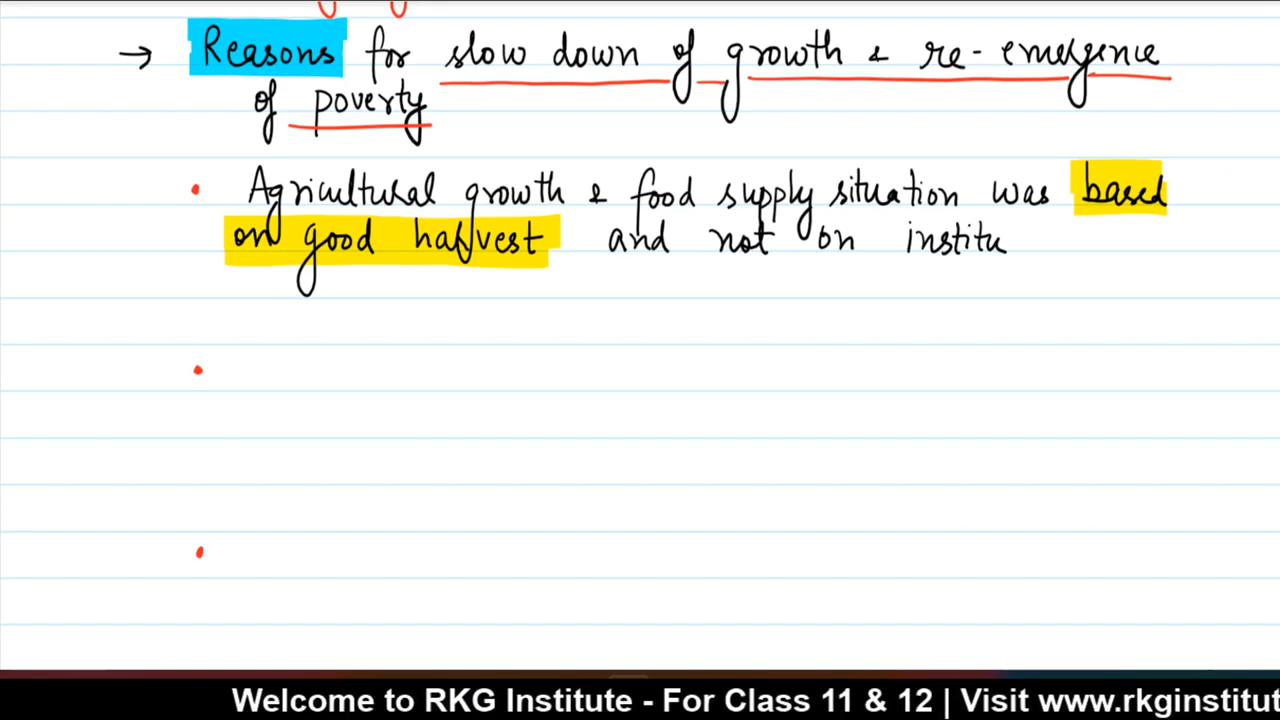 → Reasons for slow down of growth & re-emergence
of poverty
• Agricultural growth & food supply situation was based
on good harvest and not on institu
•
•
Welcome to RKG Institute - For Class 11 & 12 | Visit www.rkginstitut